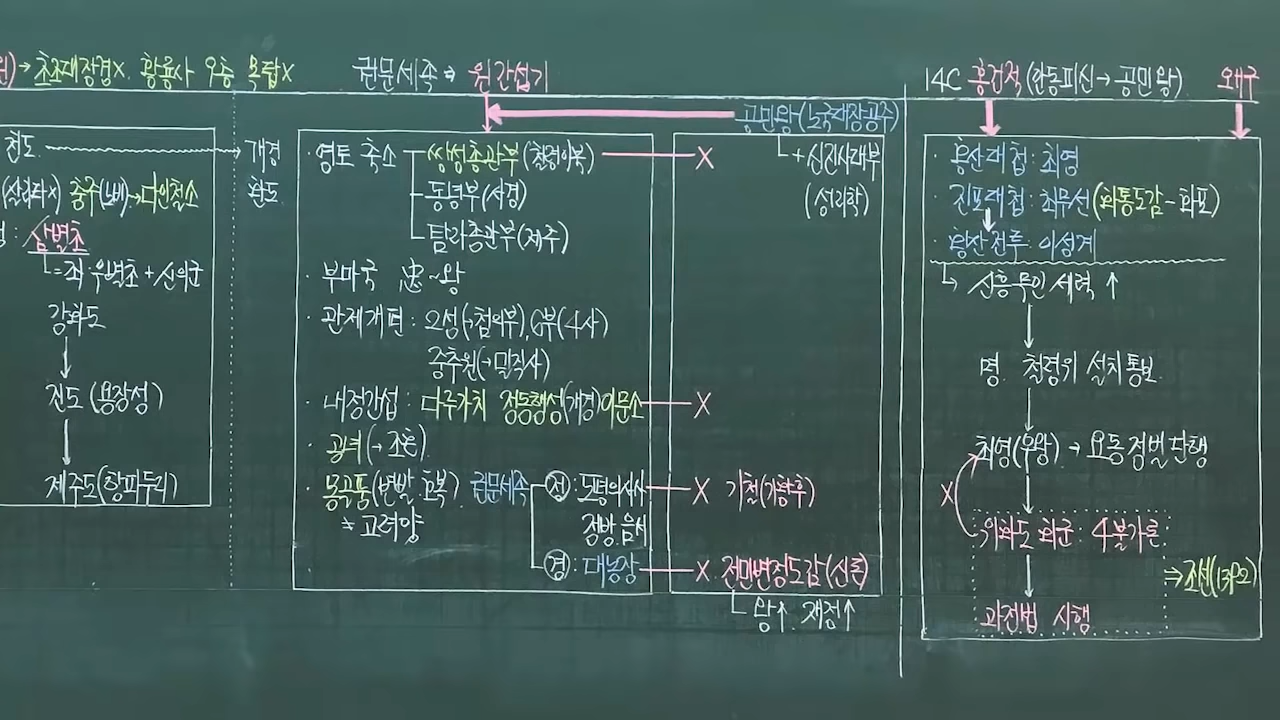 원)→초조대장경X. 황룡사 9층 목탑X
천도
개경
환도
(살리타X) 충주(노비)→다인철소
: 삼별초
=좌·우별초+신의군
강화도
↓
진도(용장성)
↓
제주도(항파두리)
권문세족 ⇒ 원간섭기
공민왕(노국대장공주)
+신진사대부
(성리학)
· 영토 축소 쌍성총관부(철령이북) X
동녕부(서경)
탐라총관부(제주)
· 부마국 忠~왕
· 관제개편 : 2성(→첨의부), 6부(4사)
중추원(→밀직사)
· 내정간섭 : 다루가치 정동행성(개경)이문소 X
· 공녀(→조혼)
· 몽골풍(변발 호복) 권문세족 정 : 도평의사사 X 기철(기황후)
⇆ 고려양 정방 음서
경 : 대농장 X 전민변정도감(신돈)
왕↑. 재정↑
14C 홍건적(안동피신→공민왕) 왜구
· 홍산대첩 : 최영
· 진포대첩 : 최무선(화통도감-화포)
· 황산전투 : 이성계
신흥무인세력↑
↓
명. 철령위 설치통보
↓
최영(우왕) → 요동정벌단행
X
위화도 회군 : 4불가론
↓
⇒조선(1392)
과전법 시행